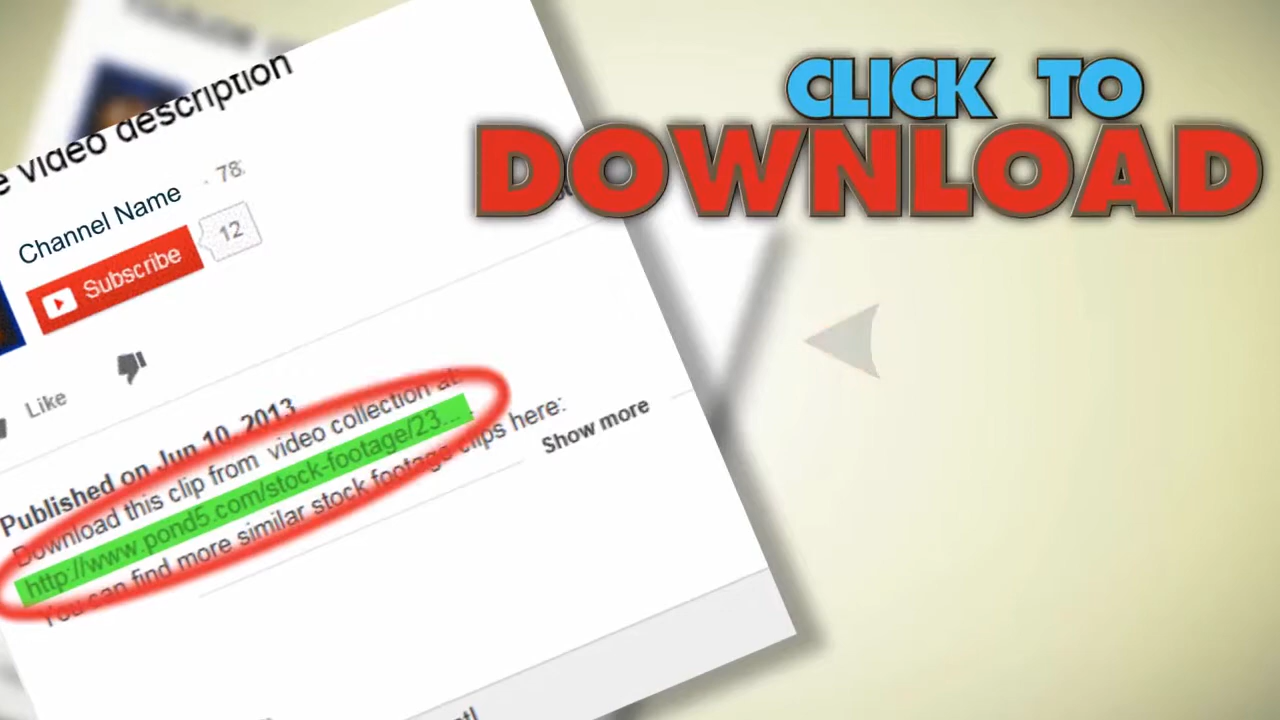 CLICK TO
DOWNLOAD
e video description
Channel Name
Subscribe
12
78
Like
Published on Jun 10, 2013
Download this clip from video collection at
http://www.pond5.com/stock-footage/23... .
You can find more similar stock footage clips here:
Show more